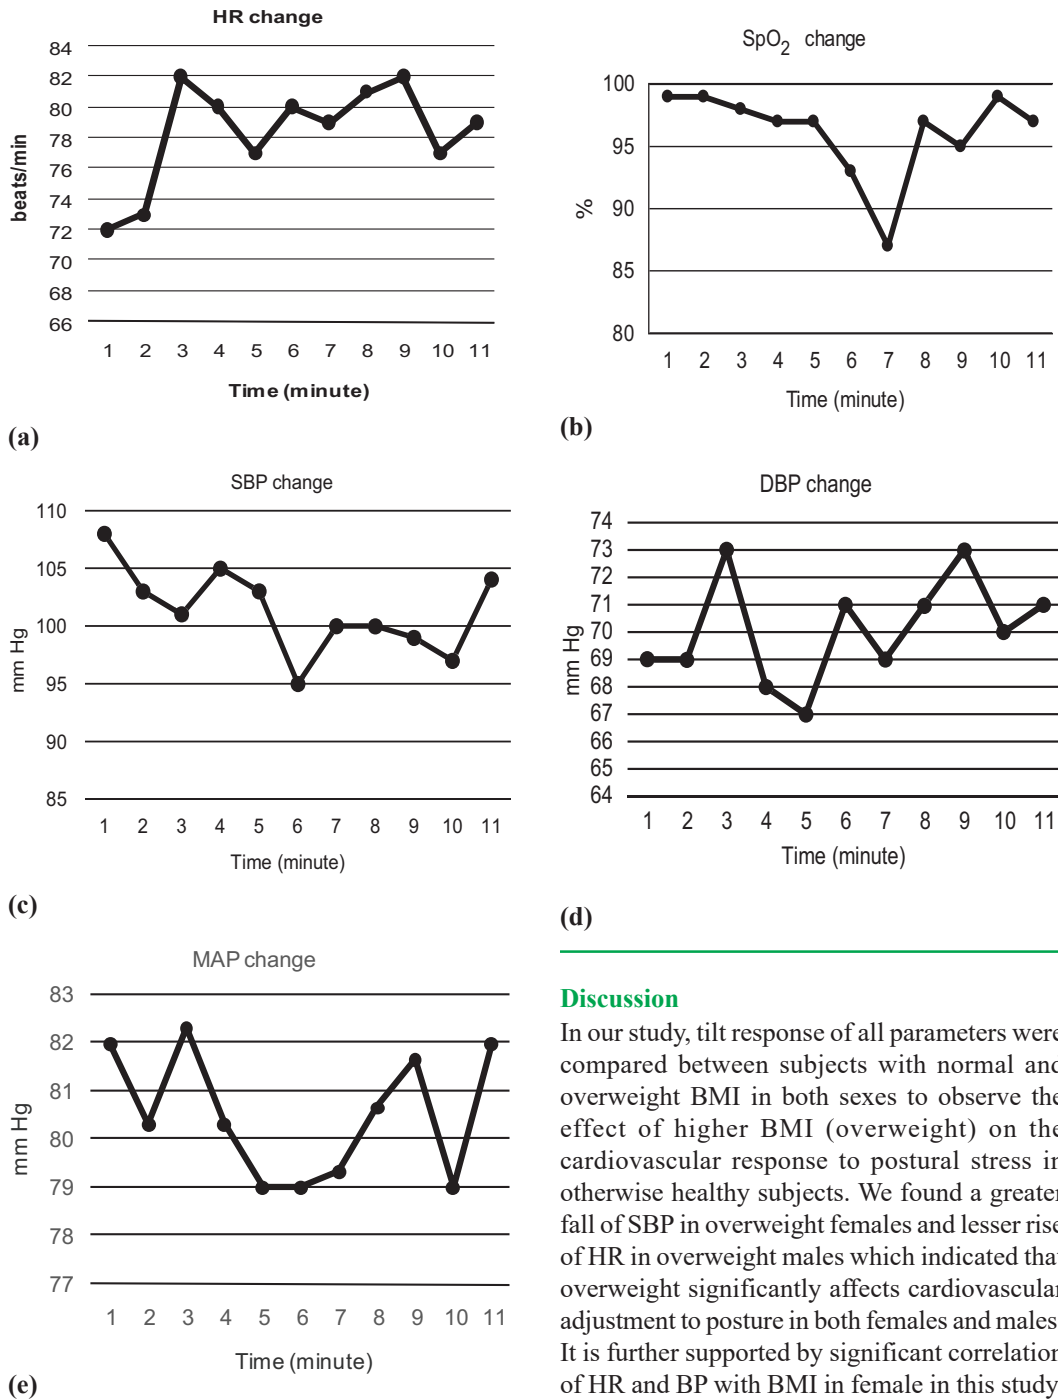 HR change
84
82
80
78
76
74
72
70
68
66
beats/min
1 2 3 4 5 6 7 8 9 10 11
Time (minute)
(a)
SpO2 change
100
95
90
85
80
%
1 2 3 4 5 6 7 8 9 10 11
Time (minute)
(b)
SBP change
110
105
100
95
90
85
mm Hg
1 2 3 4 5 6 7 8 9 10 11
Time (minute)
(c)
DBP change
74
73
72
71
70
69
68
67
66
65
64
mm Hg
1 2 3 4 5 6 7 8 9 10 11
Time (minute)
(d)
MAP change
83
82
81
80
79
78
77
mm Hg
1 2 3 4 5 6 7 8 9 10 11
Time (minute)
(e)
Discussion
In our study, tilt response of all parameters were
compared between subjects with normal and
overweight BMI in both sexes to observe the
effect of higher BMI (overweight) on the
cardiovascular response to postural stress in
otherwise healthy subjects. We found a greater
fall of SBP in overweight females and lesser rise
of HR in overweight males which indicated that
overweight significantly affects cardiovascular
adjustment to posture in both females and males
It is further supported by significant correlation
of HR and BP with BMI in female in this study